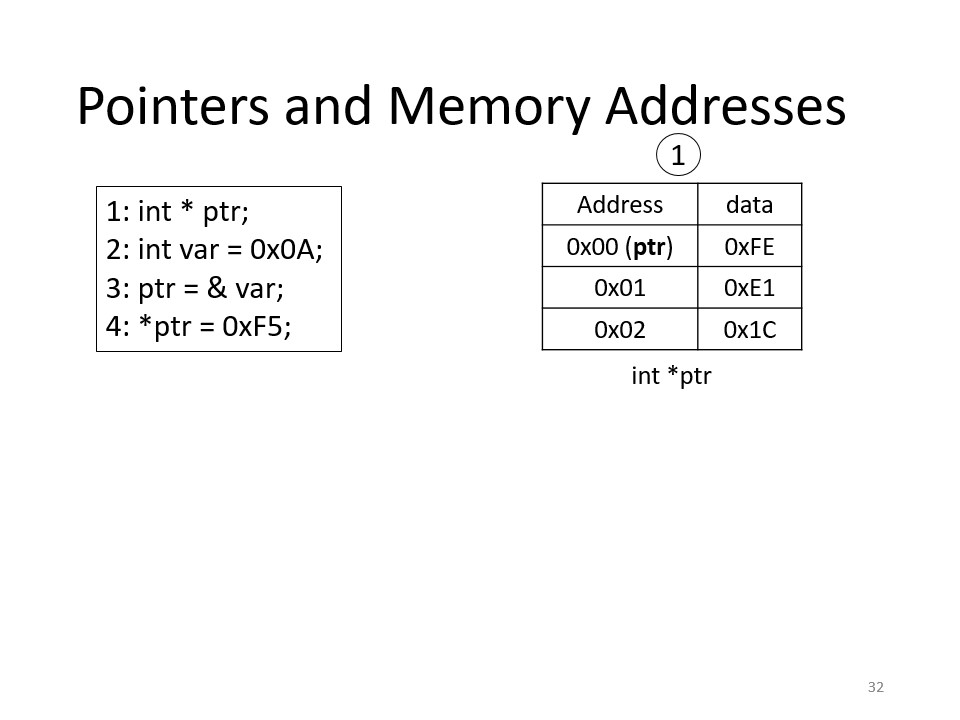 Pointers and Memory Addresses
1: int * ptr;
2: int var = 0x0A;
3: ptr = & var;
4: *ptr = 0xF5;
1
Address data
0x00 (ptr) 0xFE
0x01 0xE1
0x02 0x1C
int *ptr
32